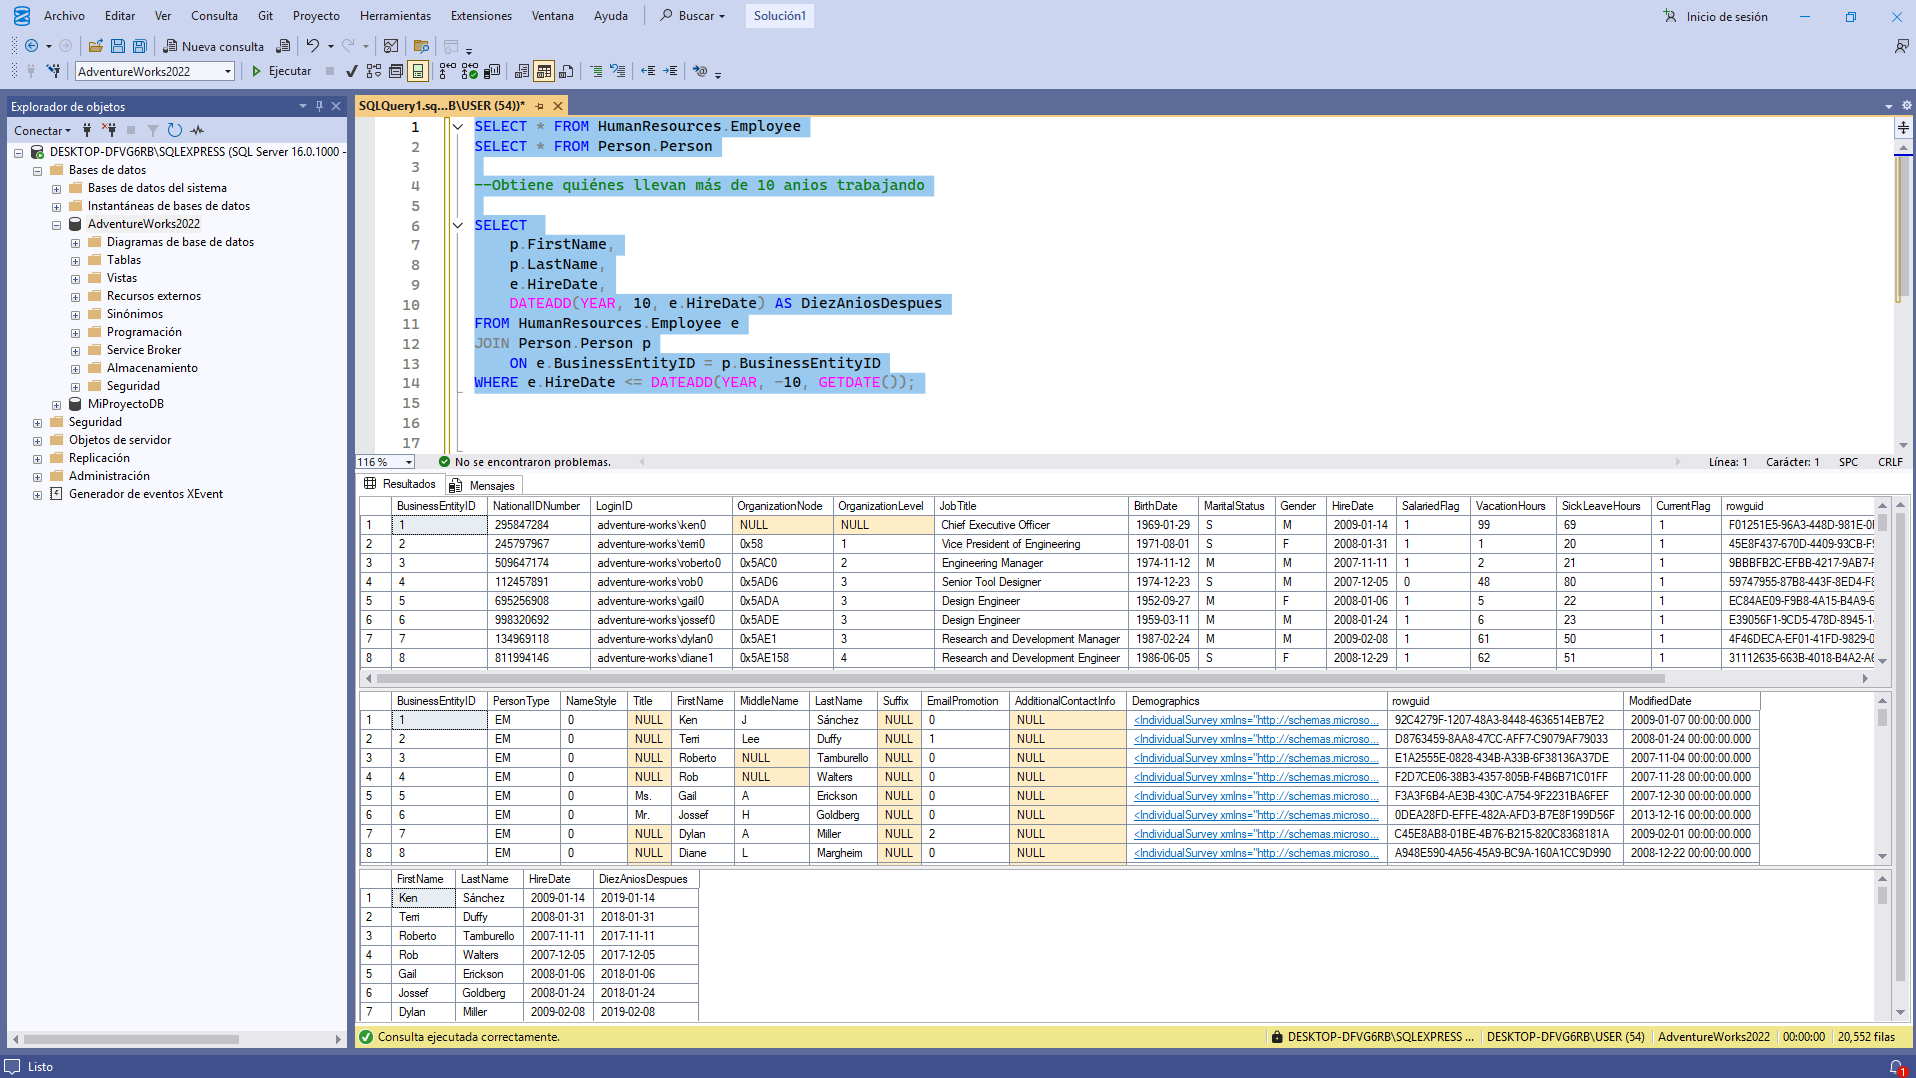 Archivo Editar Ver Consulta Git Proyecto Herramientas Extensiones Ventana Ayuda Buscar Solución1 Inicio de sesión
Nueva consulta
AdventureWorks2022 Ejecutar
Explorador de objetos
Conectar
DESKTOP-DFVG6RB\SQLEXPRESS (SQL Server 16.0.1000 -
Bases de datos
Bases de datos del sistema
Instantáneas de bases de datos
AdventureWorks2022
Diagramas de base de datos
Tablas
Vistas
Recursos externos
Sinónimos
Programación
Service Broker
Almacenamiento
Seguridad
MiProyectoDB
Seguridad
Objetos de servidor
Replicación
Administración
Generador de eventos XEvent
SQLQuery1.sq...B\USER (54))*
1 SELECT * FROM HumanResources.Employee
2 SELECT * FROM Person.Person
3
4 --Obtiene quiénes llevan más de 10 anios trabajando
5
6 SELECT
7 p.FirstName,
8 p.LastName,
9 e.HireDate,
10 DATEADD(YEAR, 10, e.HireDate) AS DiezAniosDespues
11 FROM HumanResources.Employee e
12 JOIN Person.Person p
13 ON e.BusinessEntityID = p.BusinessEntityID
14 WHERE e.HireDate <= DATEADD(YEAR, -10, GETDATE());
15
16
17
116 % No se encontraron problemas. Línea: 1 Carácter: 1 SPC CRLF
Resultados Mensajes
BusinessEntityID NationalIDNumber LoginID OrganizationNode OrganizationLevel JobTitle BirthDate MaritalStatus Gender HireDate SalariedFlag VacationHours SickLeaveHours CurrentFlag rowguid
1 1 295847284 adventure-works\ken0 NULL NULL Chief Executive Officer 1969-01-29 S M 2009-01-14 1 99 69 1 F01251E5-96A3-448D-981E-0
2 2 245797967 adventure-works\terri0 0x58 1 Vice President of Engineering 1971-08-01 S F 2008-01-31 1 1 20 1 45E8F437-670D-4409-93CB-F
3 3 509647174 adventure-works\roberto0 0x5AC0 2 Engineering Manager 1974-11-12 M M 2007-11-11 1 2 21 1 9BBBFB2C-EFBB-4217-9AB7-F
4 4 112457891 adventure-works\rob0 0x5AD6 3 Senior Tool Designer 1974-12-23 S M 2007-12-05 0 48 80 1 59747955-87B8-443F-8ED4-F8
5 5 695256908 adventure-works\gail0 0x5ADA 3 Design Engineer 1952-09-27 M F 2008-01-06 1 5 22 1 EC84AE09-F9B8-4A15-B4A9-6
6 6 998320692 adventure-works\jossef0 0x5ADE 3 Design Engineer 1959-03-11 M M 2008-01-24 1 6 23 1 E39056F1-9CD5-478D-8945-1
7 7 134969118 adventure-works\dylan0 0x5AE1 3 Research and Development Manager 1987-02-24 M M 2009-02-08 1 61 50 1 4F46DECA-EF01-41FD-9829-0
8 8 811994146 adventure-works\diane1 0x5AE158 4 Research and Development Engineer 1986-06-05 S F 2008-12-29 1 62 51 1 31112635-663B-4018-B4A2-A6
BusinessEntityID PersonType NameStyle Title FirstName MiddleName LastName Suffix EmailPromotion AdditionalContactInfo Demographics rowguid ModifiedDate
1 1 EM 0 NULL Ken J Sánchez NULL 0 NULL <IndividualSurvey xmlns="http://schemas.microso... 92C4279F-1207-48A3-8448-4636514EB7E2 2009-01-07 00:00:00.000
2 2 EM 0 NULL Terri Lee Duffy NULL 1 NULL <IndividualSurvey xmlns="http://schemas.microso... D8763459-8AA8-47CC-AFF7-C9079AF79033 2008-01-24 00:00:00.000
3 3 EM 0 NULL Roberto NULL Tamburello NULL 0 NULL <IndividualSurvey xmlns="http://schemas.microso... E1A2555E-0828-434B-A33B-6F38136A37DE 2007-11-04 00:00:00.000
4 4 EM 0 NULL Rob NULL Walters NULL 0 NULL <IndividualSurvey xmlns="http://schemas.microso... F2D7CE06-38B3-4357-805B-F4B6B71C01FF 2007-11-28 00:00:00.000
5 5 EM 0 Ms. Gail A Erickson NULL 0 NULL <IndividualSurvey xmlns="http://schemas.microso... F3A3F6B4-AE3B-430C-A754-9F2231BA6FEF 2007-12-30 00:00:00.000
6 6 EM 0 Mr. Jossef H Goldberg NULL 0 NULL <IndividualSurvey xmlns="http://schemas.microso... 0DEA28FD-EFFE-482A-AFD3-B7E8F199D56F 2013-12-16 00:00:00.000
7 7 EM 0 NULL Dylan A Miller NULL 2 NULL <IndividualSurvey xmlns="http://schemas.microso... C45E8AB8-01BE-4B76-B215-820C8368181A 2009-02-01 00:00:00.000
8 8 EM 0 NULL Diane L Margheim NULL 0 NULL <IndividualSurvey xmlns="http://schemas.microso... A948E590-4A56-45A9-BC9A-160A1CC9D990 2008-12-22 00:00:00.000
FirstName LastName HireDate DiezAniosDespues
1 Ken Sánchez 2009-01-14 2019-01-14
2 Terri Duffy 2008-01-31 2018-01-31
3 Roberto Tamburello 2007-11-11 2017-11-11
4 Rob Walters 2007-12-05 2017-12-05
5 Gail Erickson 2008-01-06 2018-01-06
6 Jossef Goldberg 2008-01-24 2018-01-24
7 Dylan Miller 2009-02-08 2019-02-08
Consulta ejecutada correctamente. DESKTOP-DFVG6RB\SQLEXPRESS ... DESKTOP-DFVG6RB\USER (54) AdventureWorks2022 00:00:00 20,552 filas
Listo 1